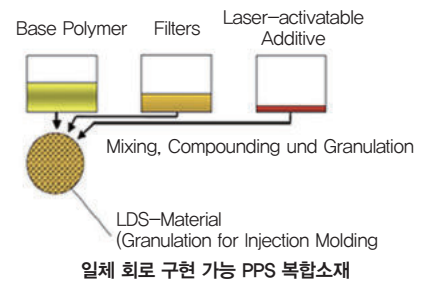 Base Polymer
Filters
Laser-activatable
Additive
Mixing, Compounding und Granulation
LDS-Material
(Granulation for Injection Molding
일체 회로 구현 가능 PPS 복합소재